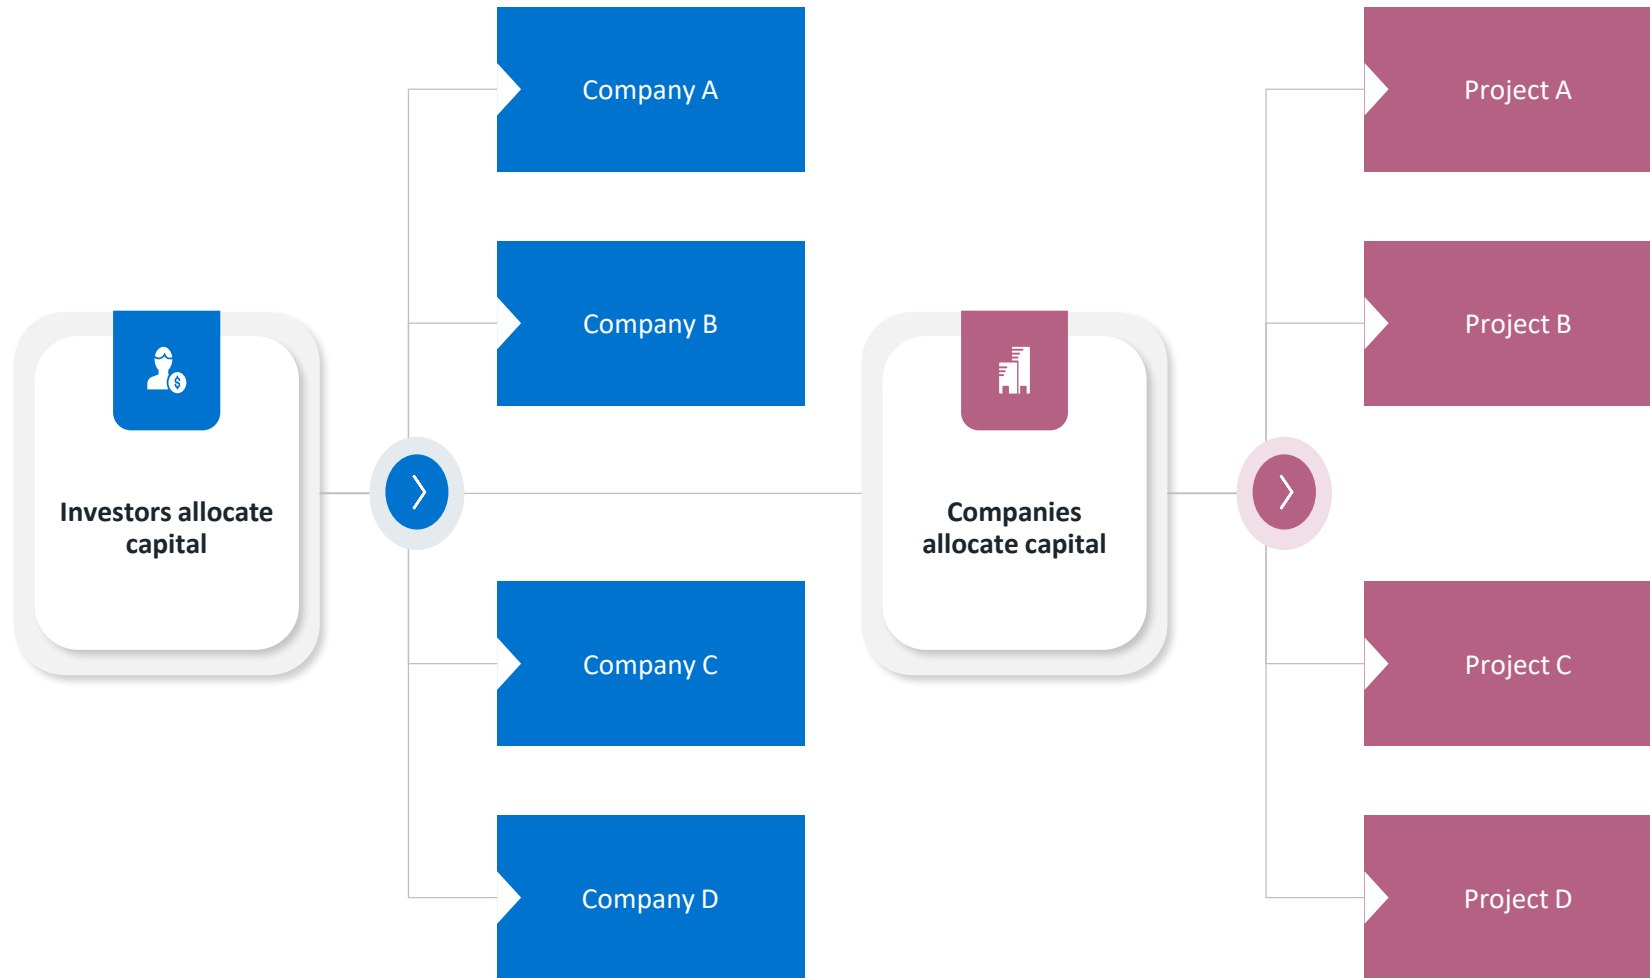 Investors allocate
capital
Company A
Company B
Company C
Company D
Companies
allocate capital
Project A
Project B
Project C
Project D